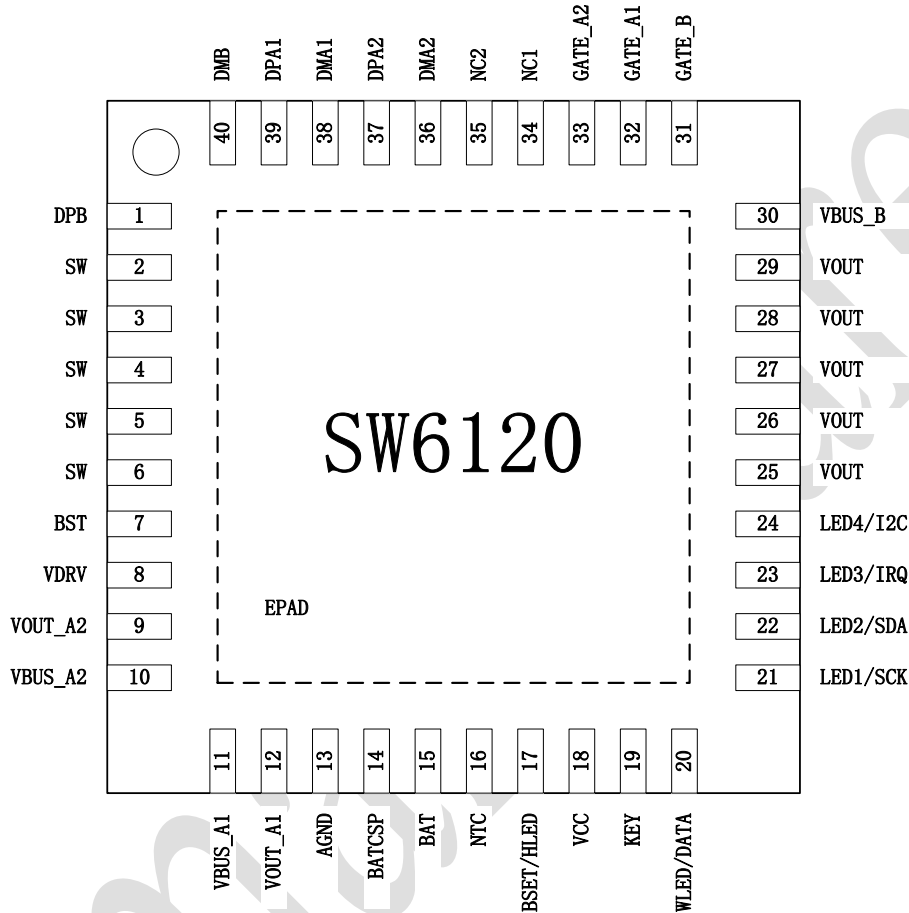 DMB DPA1 DMA1 DPA2 DMA2 NC2 NC1 GATE_A2 GATE_A1 GATE_B
40 39 38 37 36 35 34 33 32 31
DPB 1 30 VBUS_B
SW 2 29 VOUT
SW 3 28 VOUT
SW 4 27 VOUT
SW 5 26 VOUT
SW 6 25 VOUT
SW6120
BST 7 24 LED4/I2C
VDRV 8 23 LED3/IRQ
EPAD
VOUT_A2 9 22 LED2/SDA
VBUS_A2 10 21 LED1/SCK
11 12 13 14 15 16 17 18 19 20
VBUS_A1 VOUT_A1 AGND BATCSP BAT NTC BSET/HLED VCC KEY WLED/DATA